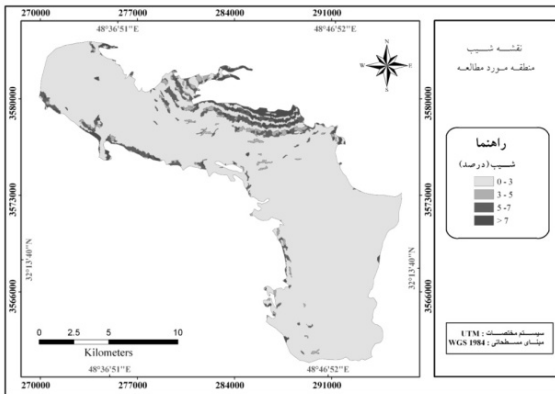 270000 277000 284000 291000
48°36'51"E 48°46'52"E
نقشه شیب
منطقه مورد مطالعه
N
W E
S
3580000 3580000
راهنما
شیب (درصد)
0 - 3
3 - 5
5 -7
> 7
3573000 3573000
32°13'40"N 32°13'40"N
3566000 3566000
سیستم مختصات : UTM
مبنای مسطحاتی : WGS 1984
0 2.5 5 10
Kilometers
270000 277000 284000 291000
48°36'51"E 48°46'52"E